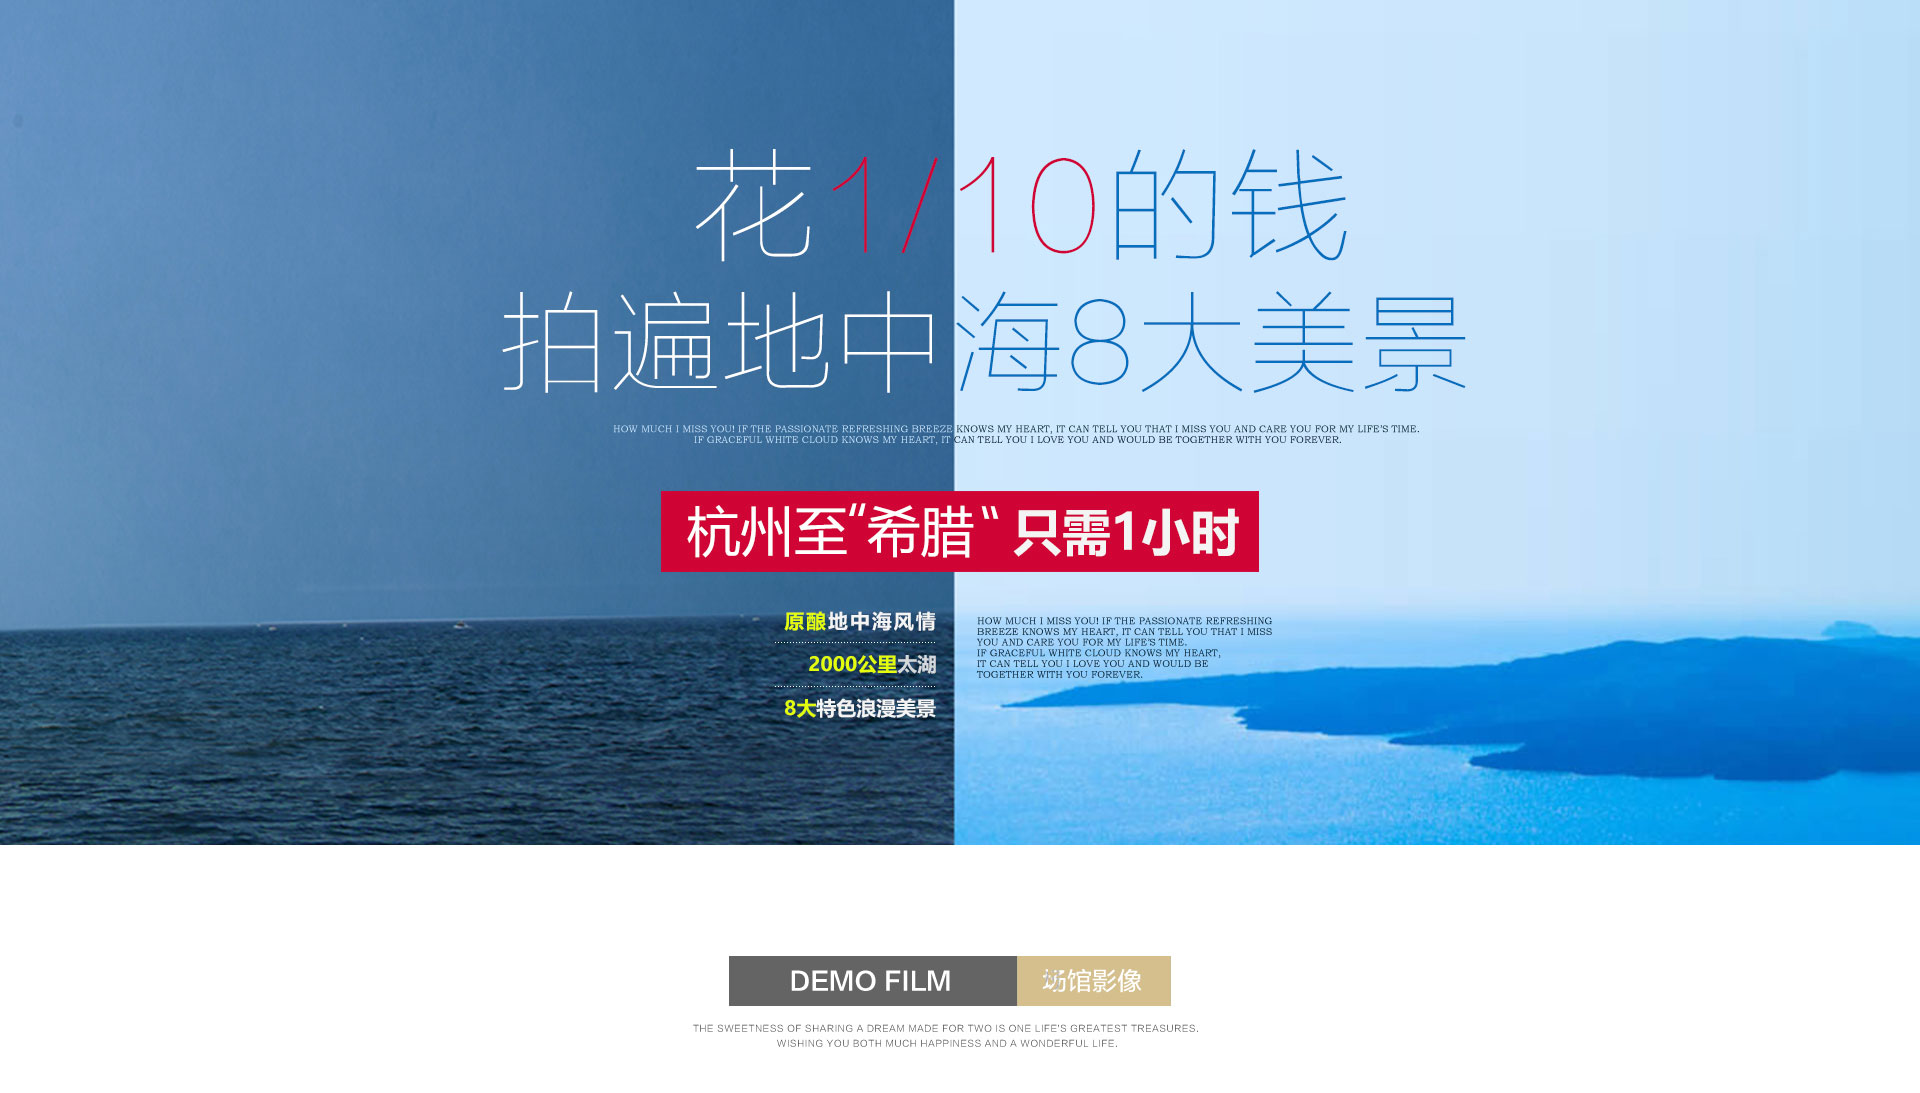 花1/10的钱
拍遍地中海8大美景
HOW MUCH I MISS YOU! IF THE PASSIONATE REFRESHING BREEZE KNOWS MY HEART, IT CAN TELL YOU THAT I MISS YOU AND CARE YOU FOR MY LIFE'S TIME.
IF GRACEFUL WHITE CLOUD KNOWS MY HEART, IT CAN TELL YOU I LOVE YOU AND WOULD BE TOGETHER WITH YOU FOREVER.
杭州至"希腊"只需1小时
原酿地中海风情
2000公里太湖
8大特色浪漫美景
HOW MUCH I MISS YOU! IF THE PASSIONATE REFRESHING
BREEZE KNOWS MY HEART, IT CAN TELL YOU THAT I MISS
YOU AND CARE YOU FOR MY LIFE'S TIME.
IF GRACEFUL WHITE CLOUD KNOWS MY HEART,
IT CAN TELL YOU I LOVE YOU AND WOULD BE
TOGETHER WITH YOU FOREVER.
DEMO FILM 场馆影像
THE SWEETNESS OF SHARING A DREAM MADE FOR TWO IS ONE LIFE'S GREATEST TREASURES.
WISHING YOU BOTH MUCH HAPPINESS AND A WONDERFUL LIFE.